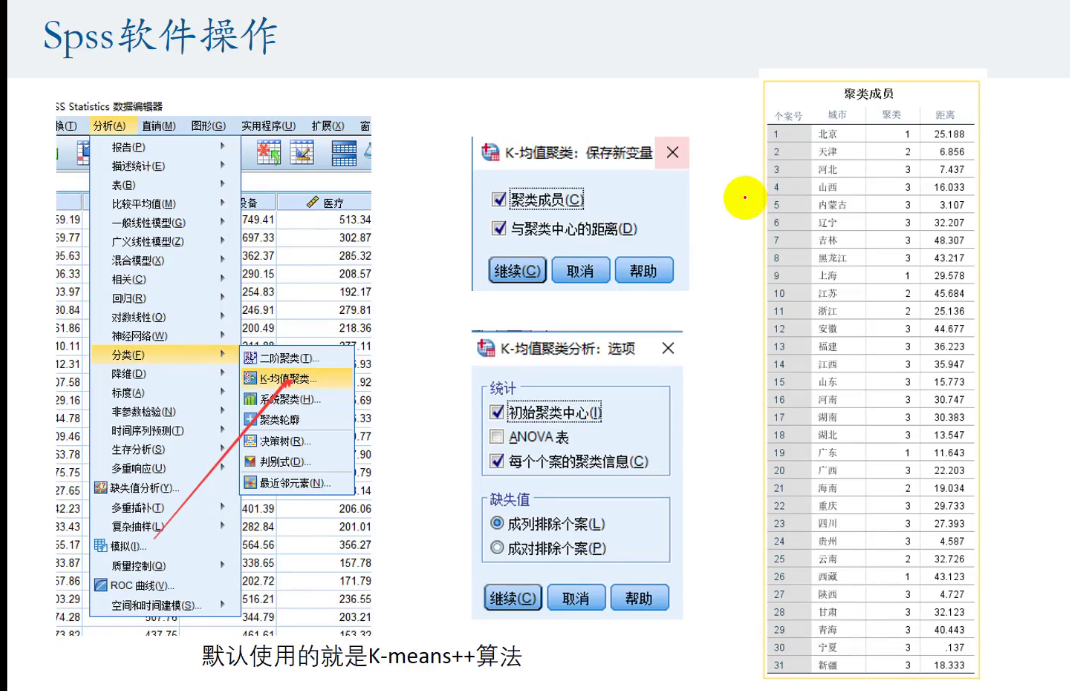 Spss软件操作
SS Statistics 数据编辑器
换(T) 分析(A) 直销(M) 图形(G) 实用程序(U) 扩展(X) 窗
报告(P)
描述统计(E)
表(B)
比较平均值(M)
一般线性模型(G)
广义线性模型(Z)
混合模型(X)
相关(C)
回归(R)
对数线性(O)
神经网络(W)
分类(F)
降维(D)
标度(A)
非参数检验(N)
时间序列预测(T)
生存分析(S)
多重响应(U)
缺失值分析(Y)...
多重插补(T)
复杂抽样(L)
模拟(I)...
质量控制(Q)
ROC 曲线(V)...
空间和时间建模(S)...
二阶聚类(T)...
K-均值聚类...
系统聚类(H)...
聚类轮廓
决策树(R)...
判别式(D)...
最近邻元素(N)...
设备 医疗
59.19 749.41 513.34
59.77 697.33 302.87
95.63 362.37 285.32
06.33 290.15 208.57
03.97 254.83 192.17
30.84 246.91 279.81
61.86 200.49 218.36
40.11
12.31
07.58
29.16
44.78
09.46
63.78
75.75
27.65
42.23 401.39 206.06
33.43 282.84 201.01
55.17 564.56 356.27
33.87 338.65 157.78
57.86 202.72 171.79
03.29 516.21 236.55
74.28 507.76 344.79 203.21
437.75 461.61 153.32
K-均值聚类：保存新变量
聚类成员(C)
与聚类中心的距离(D)
继续(C) 取消 帮助
K-均值聚类分析：选项
统计
初始聚类中心(I)
ANOVA 表
每个个案的聚类信息(C)
缺失值
成列排除个案(L)
成对排除个案(P)
继续(C) 取消 帮助
聚类成员
个案号 城市 聚类 距离
1 北京 1 25.188
2 天津 2 6.856
3 河北 3 7.437
4 山西 3 16.033
5 内蒙古 3 3.107
6 辽宁 3 32.207
7 吉林 3 48.307
8 黑龙江 3 43.217
9 上海 1 29.578
10 江苏 2 45.684
11 浙江 2 25.136
12 安徽 3 44.677
13 福建 3 36.223
14 江西 3 35.947
15 山东 3 15.773
16 河南 3 30.747
17 湖南 3 30.383
18 湖北 3 13.547
19 广东 1 11.643
20 广西 3 22.203
21 海南 2 19.034
22 重庆 3 29.733
23 四川 3 27.393
24 贵州 3 4.587
25 云南 2 32.726
26 西藏 1 43.123
27 陕西 3 4.727
28 甘肃 3 32.123
29 青海 3 40.443
30 宁夏 3 .137
31 新疆 3 18.333
默认使用的就是K-means++算法